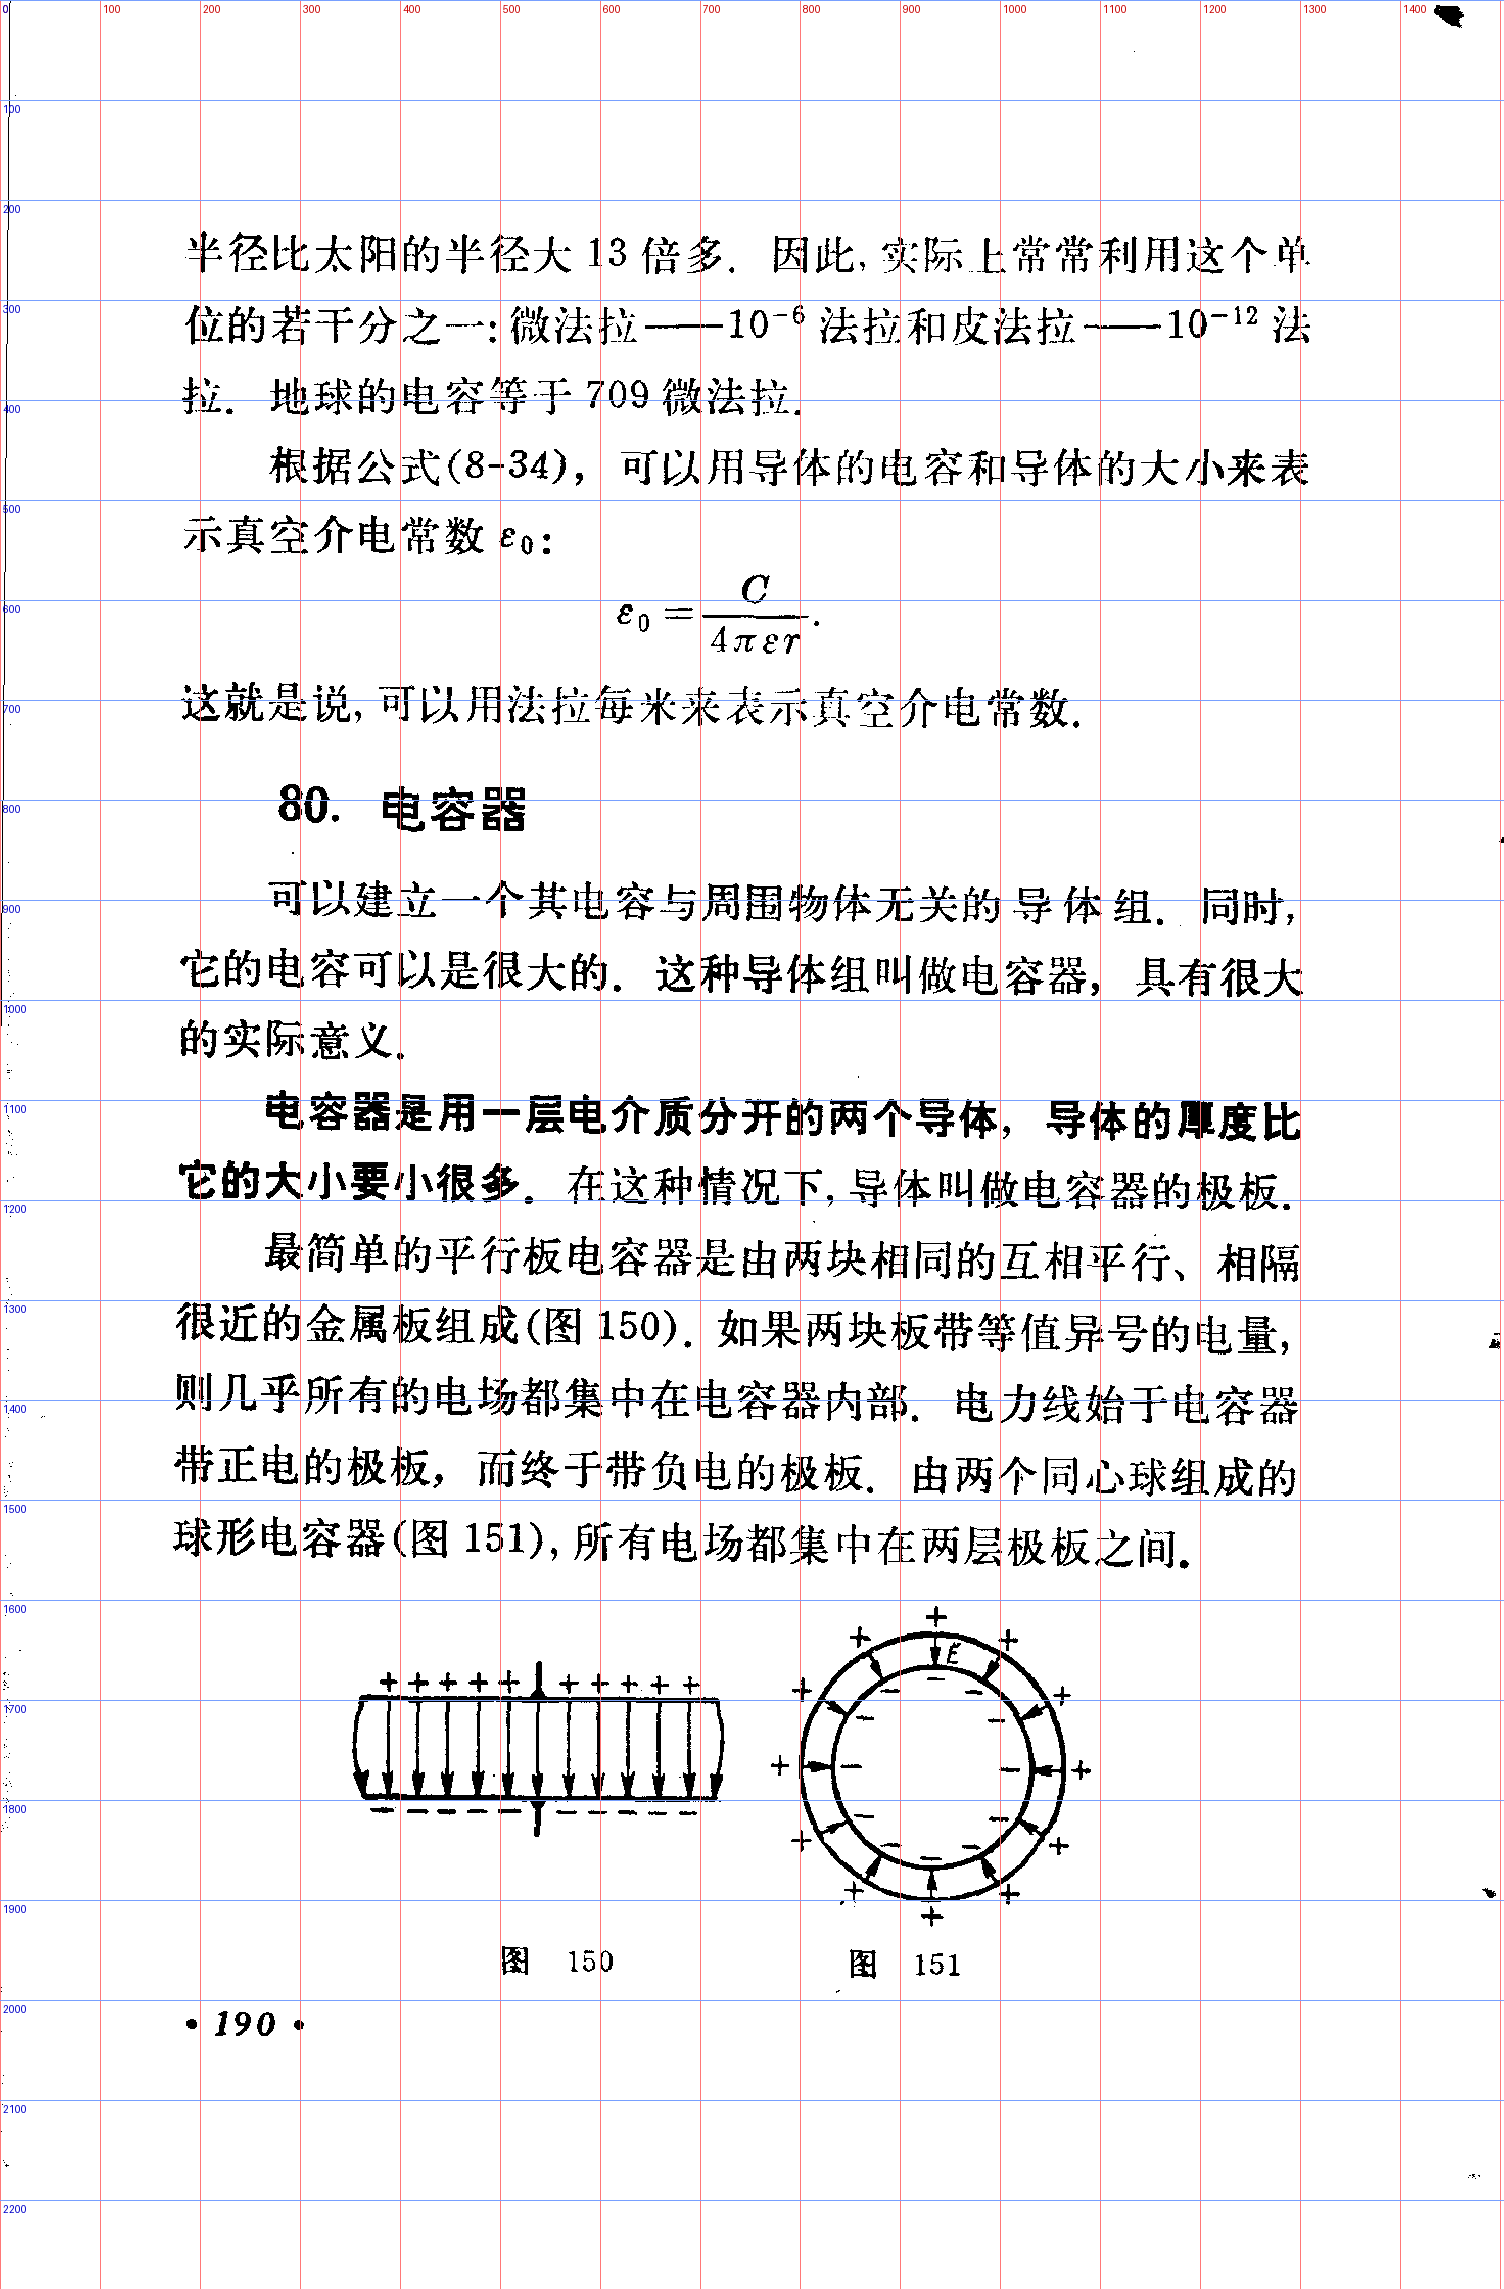 半径比太阳的半径大 13 倍多. 因此, 实际上常常利用这个单
位的若干分之一: 微法拉——10⁻⁶ 法拉和皮法拉——10⁻¹² 法
拉. 地球的电容等于 709 微法拉.
根据公式(8-34), 可以用导体的电容和导体的大小来表
示真空介电常数 ε₀:
ε₀ = C / 4πεr.
这就是说, 可以用法拉每米来表示真空介电常数.
80. 电容器
可以建立一个其电容与周围物体无关的导体组. 同时,
它的电容可以是很大的. 这种导体组叫做电容器, 具有很大
的实际意义.
电容器是用一层电介质分开的两个导体, 导体的厚度比
它的大小要小很多. 在这种情况下, 导体叫做电容器的极板.
最简单的平行板电容器是由两块相同的互相平行、相隔
很近的金属板组成(图 150). 如果两块板带等值异号的电量,
则几乎所有的电场都集中在电容器内部. 电力线始于电容器
带正电的极板, 而终于带负电的极板. 由两个同心球组成的
球形电容器(图 151), 所有电场都集中在两层极板之间.
E
图 150
图 151
• 190 •